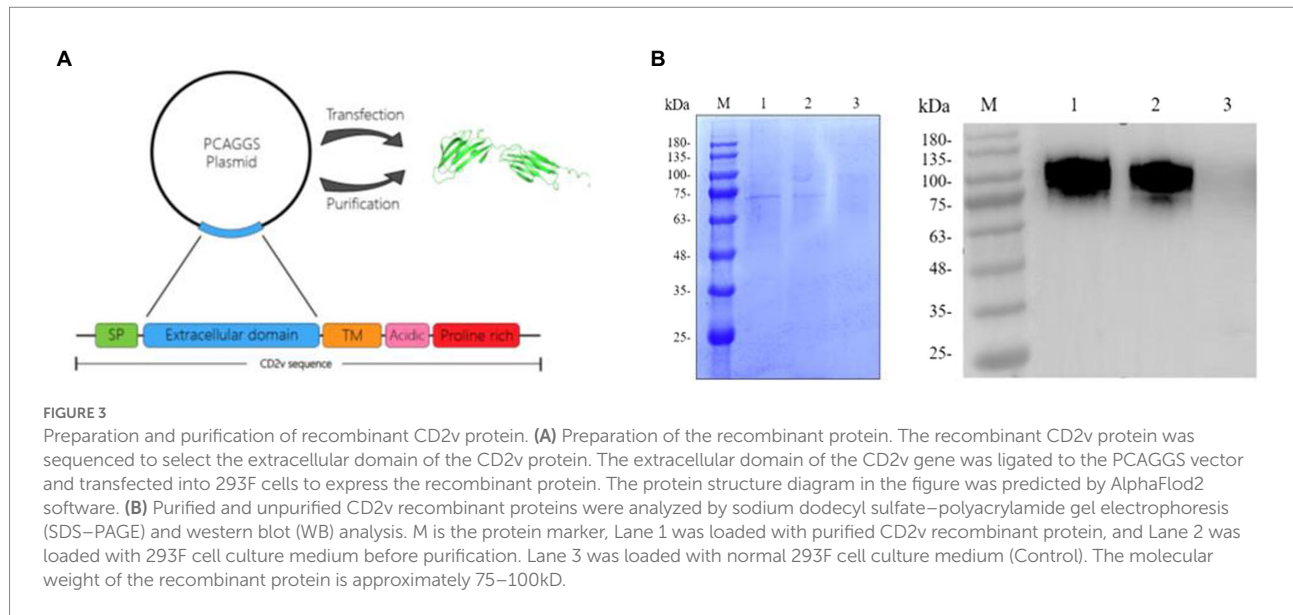 A
PCAGGS
Plasmid
Transfection
Purification
SP Extracellular domain TM Acidic Proline rich
CD2v sequence
B
kDa M 1 2 3
180-
135-
100-
75-
63-
48-
35-
25-
kDa M 1 2 3
180-
135-
100-
75-
63-
48-
35-
25-
FIGURE 3
Preparation and purification of recombinant CD2v protein. (A) Preparation of the recombinant protein. The recombinant CD2v protein was
sequenced to select the extracellular domain of the CD2v protein. The extracellular domain of the CD2v gene was ligated to the PCAGGS vector
and transfected into 293F cells to express the recombinant protein. The protein structure diagram in the figure was predicted by AlphaFlod2
software. (B) Purified and unpurified CD2v recombinant proteins were analyzed by sodium dodecyl sulfate–polyacrylamide gel electrophoresis
(SDS–PAGE) and western blot (WB) analysis. M is the protein marker, Lane 1 was loaded with purified CD2v recombinant protein, and Lane 2 was
loaded with 293F cell culture medium before purification. Lane 3 was loaded with normal 293F cell culture medium (Control). The molecular
weight of the recombinant protein is approximately 75–100kD.